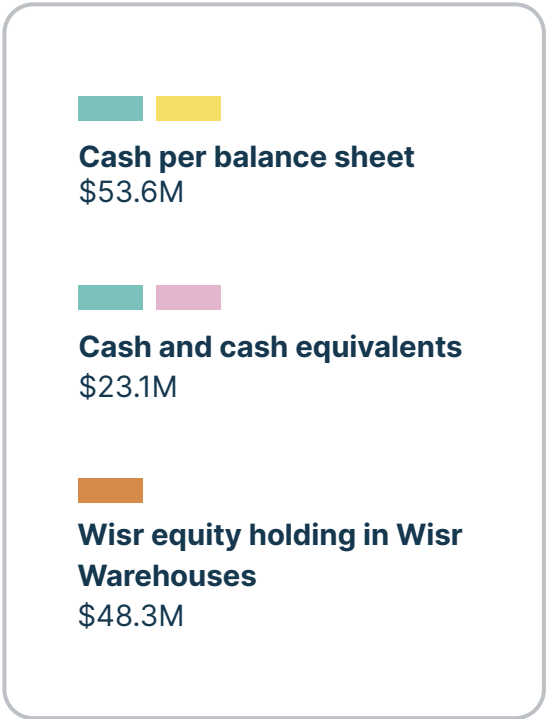 Cash per balance sheet
$53.6M
Cash and cash equivalents
$23.1M
Wisr equity holding in Wisr
Warehouses
$48.3M